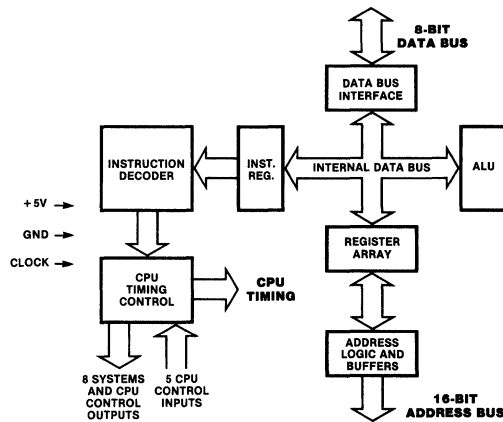 8-BIT
DATA BUS
DATA BUS
INTERFACE
INSTRUCTION
DECODER
INST.
REG.
INTERNAL DATA BUS
ALU
+5V
GND
CLOCK
REGISTER
ARRAY
CPU
TIMING
CONTROL
CPU
TIMING
ADDRESS
LOGIC AND
BUFFERS
8 SYSTEMS
AND CPU
CONTROL
OUTPUTS
5 CPU
CONTROL
INPUTS
16-BIT
ADDRESS BUS